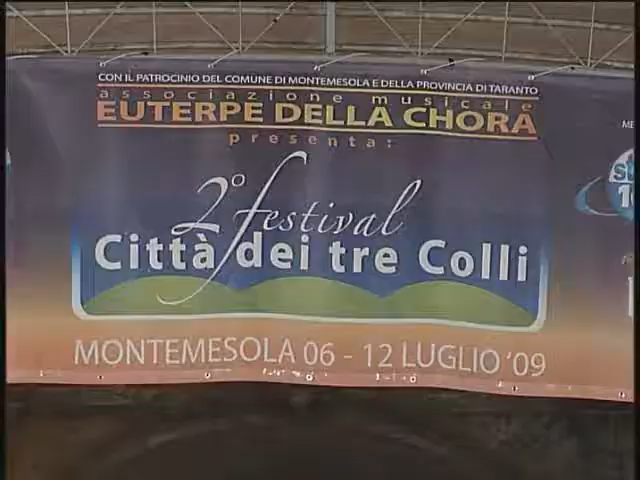 CON IL PATROCINIO DEL COMUNE DI MONTEMESOLA E DELLA PROVINCIA DI TARANTO
associazione musicale
EUTERPE DELLA CHORA
presenta:
2° festival
Città dei tre Colli
MONTEMESOLA 06 - 12 LUGLIO '09